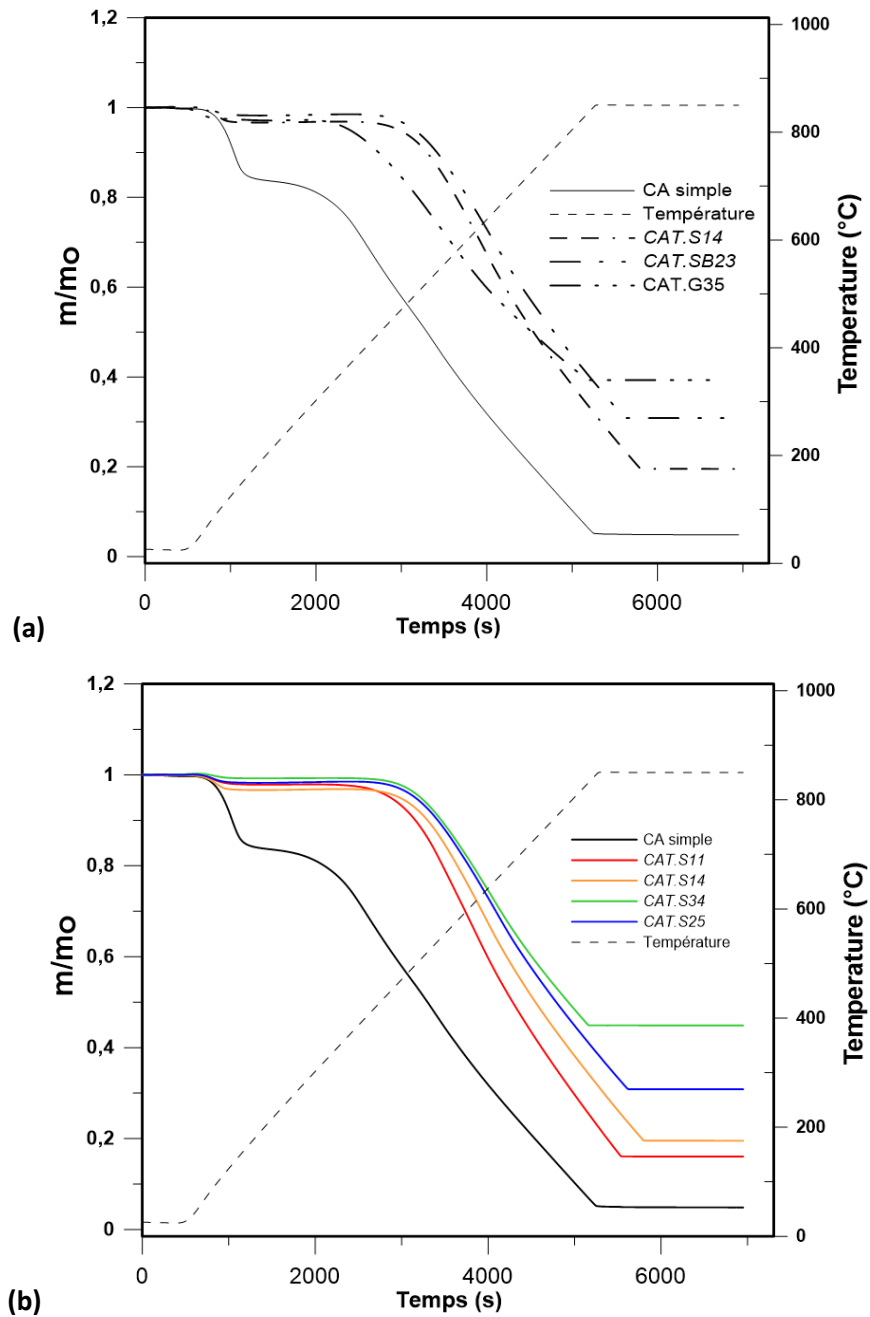 1,2
1
0,8
0,6
0,4
0,2
0
m/mo
1000
800
600
400
200
0
Temperature (°C)
CA simple
Température
CAT.S14
CAT.SB23
CAT.G35
0 2000 4000 6000
Temps (s)
(a)
1,2
1
0,8
0,6
0,4
0,2
0
m/mo
1000
800
600
400
200
0
Temperature (°C)
CA simple
CAT.S11
CAT.S14
CAT.S34
CAT.S25
Température
0 2000 4000 6000
Temps (s)
(b)